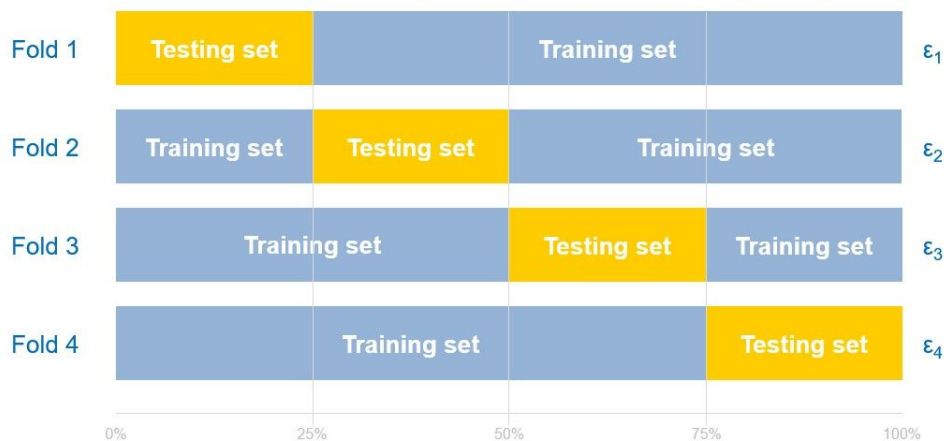 Fold 1 Testing set Training set ε₁
Fold 2 Training set Testing set Training set ε₂
Fold 3 Training set Testing set Training set ε₃
Fold 4 Training set Testing set ε₄
0% 25% 50% 75% 100%